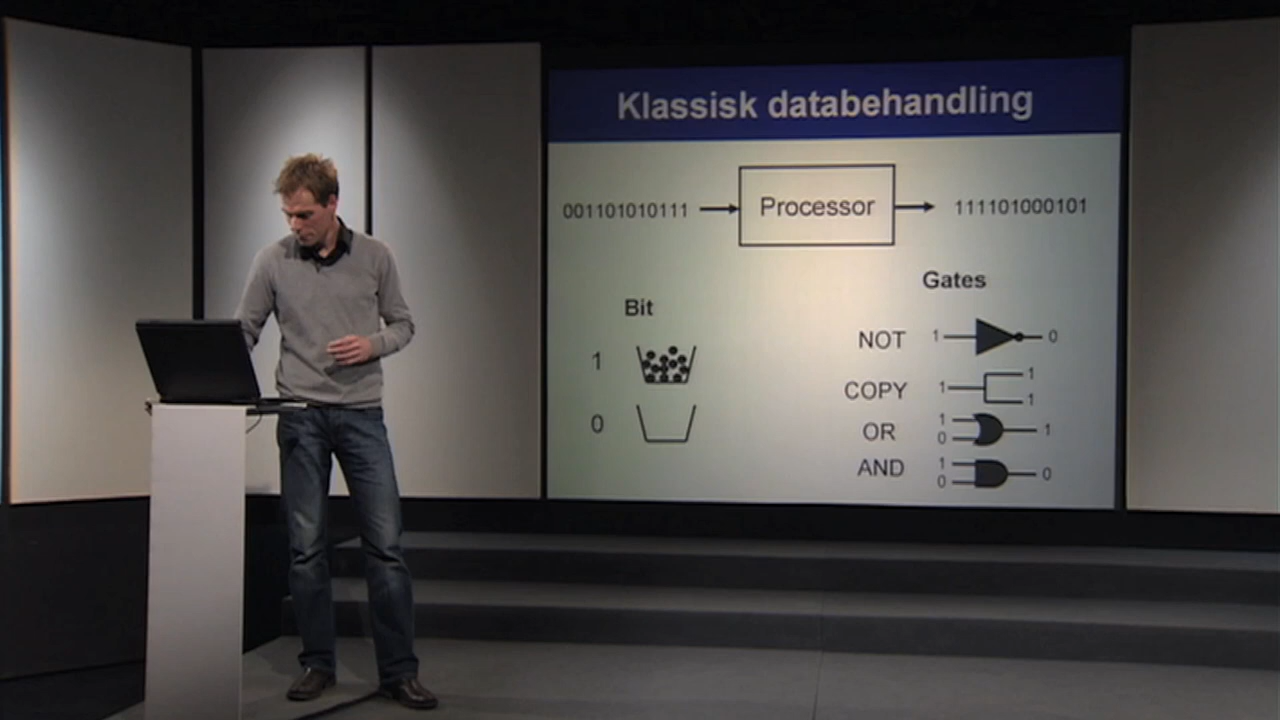 Klassisk databehandling
001101010111 Processor 111101000101
Gates
Bit
NOT 1 0
1
COPY 1 1
1
0
OR 1 0 1
AND 1 0 0